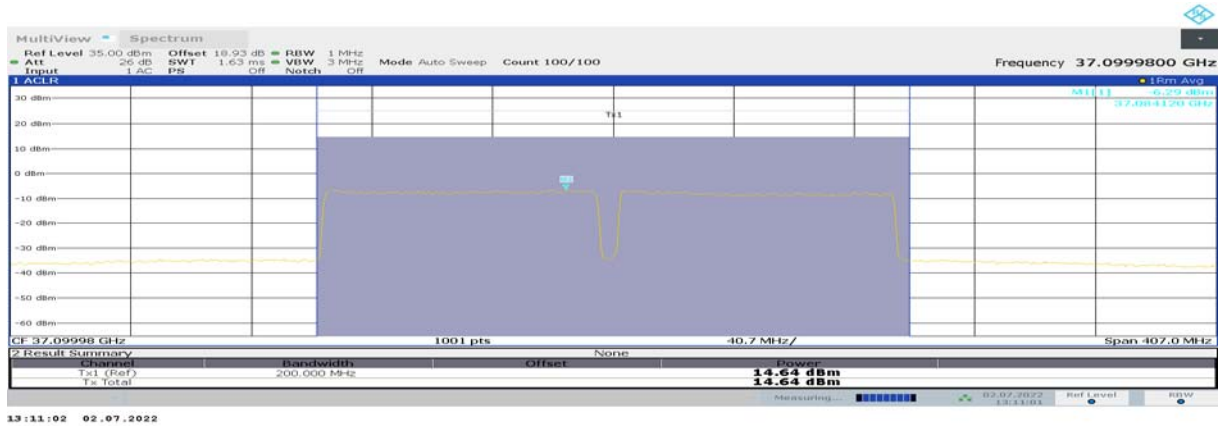 MultiView Spectrum
Ref Level 35.00 dBm Offset 18.93 dB RBW 1 MHz
Att 26 dB SWT 1.63 ms VBW 3 MHz Mode Auto Sweep Count 100/100 Frequency 37.0999800 GHz
Input 1 AC PS Off Notch Off
1 ACLR 1Rm Avg
M1[1] -6.29 dBm
37.084120 GHz
30 dBm
Tx1
20 dBm
10 dBm
0 dBm
M1
-10 dBm
-20 dBm
-30 dBm
-40 dBm
-50 dBm
-60 dBm
CF 37.09998 GHz 1001 pts 40.7 MHz/ Span 407.0 MHz
2 Result Summary None
Channel Bandwidth Offset Power
Tx1 (Ref) 200.000 MHz 14.64 dBm
Tx Total 14.64 dBm
Measuring... 02.07.2022 Ref Level RBW
13:11:01
13:11:02 02.07.2022